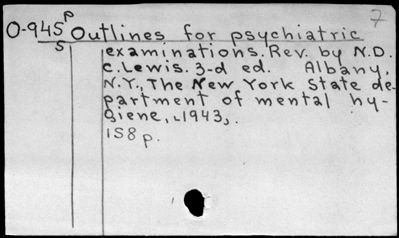 7
O-945 P Outlines for psychiatric
S examinations. Rev. by N.D.
C. Lewis. 3-d ed. Albany,
N.Y., The New York State de-
partment of mental hy-
giene, 1943.
158 p.